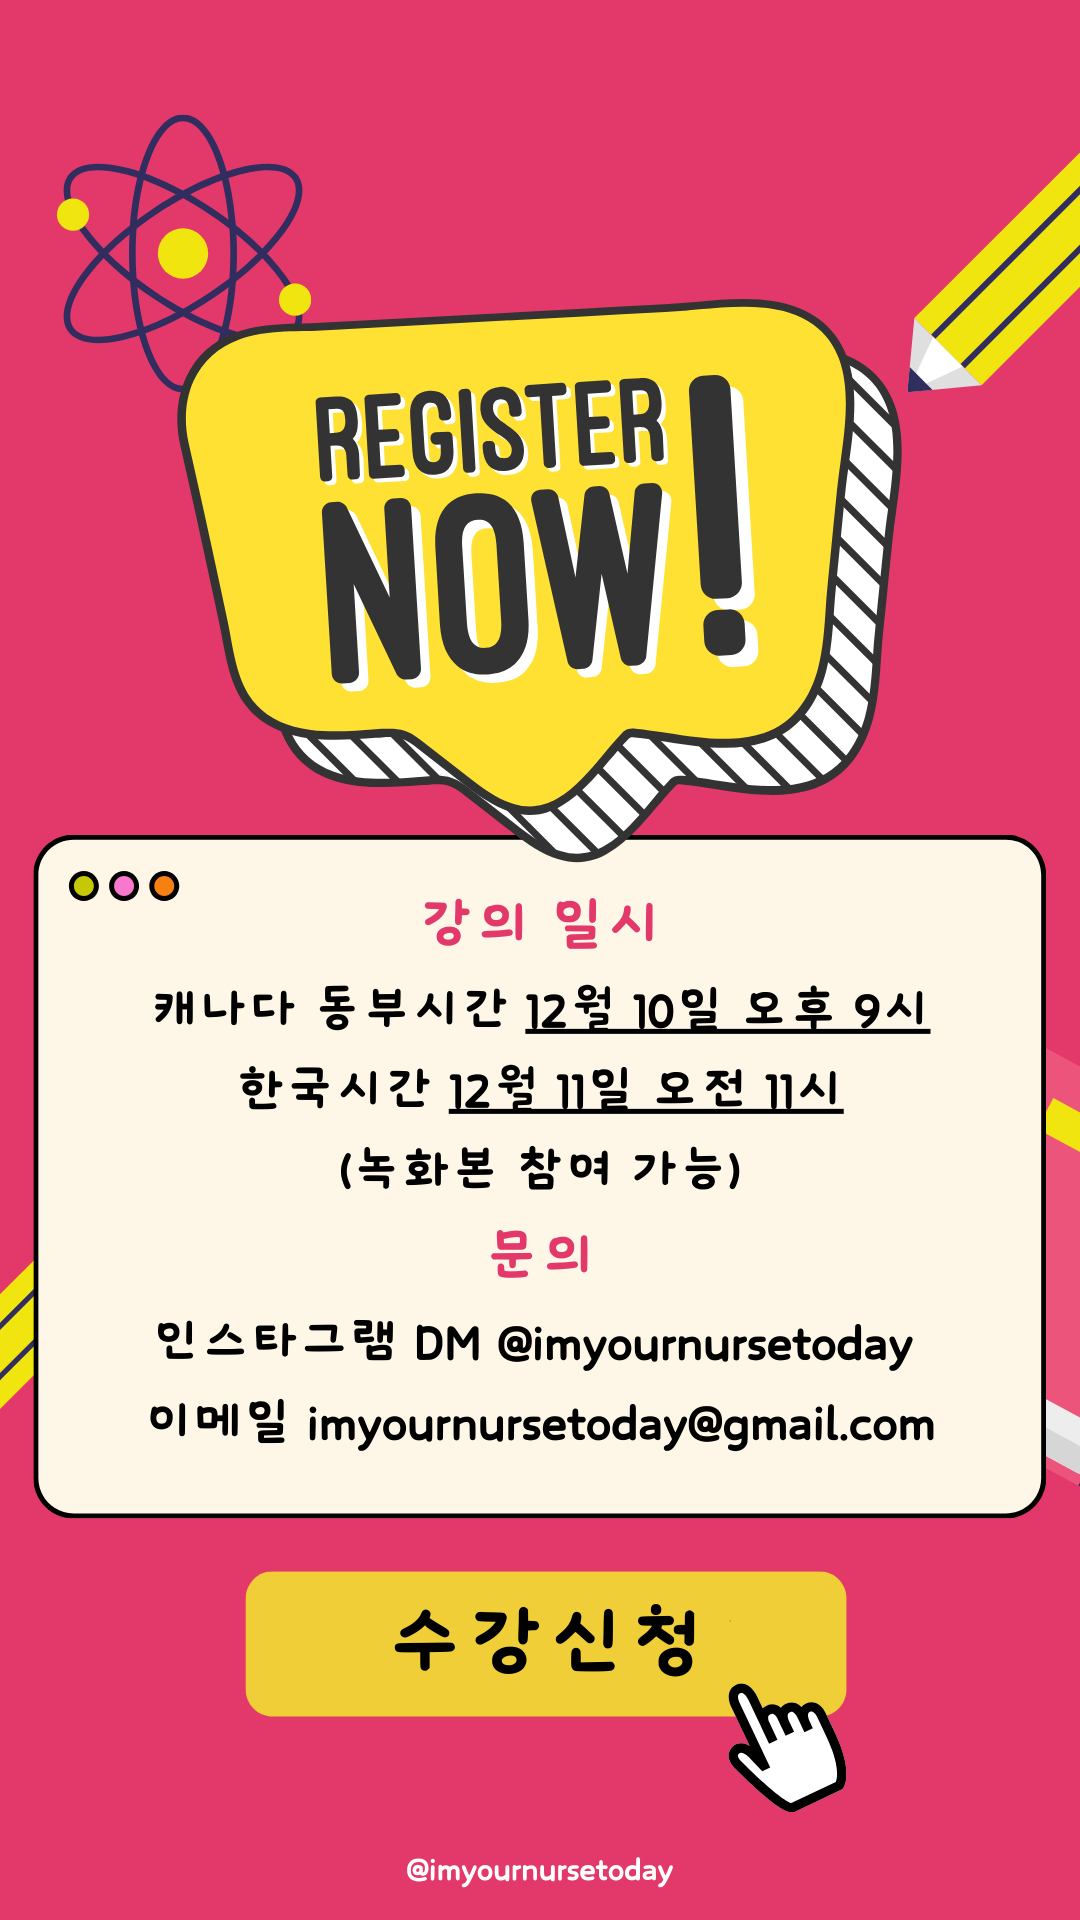 REGISTER
NOW!
강의 일시
캐나다 동부시간 12월 10일 오후 9시
한국시간 12월 11일 오전 11시
(녹화본 참여 가능)
문의
인스타그램 DM @imyournursetoday
이메일 imyournursetoday@gmail.com
수강신청
@imyournursetoday